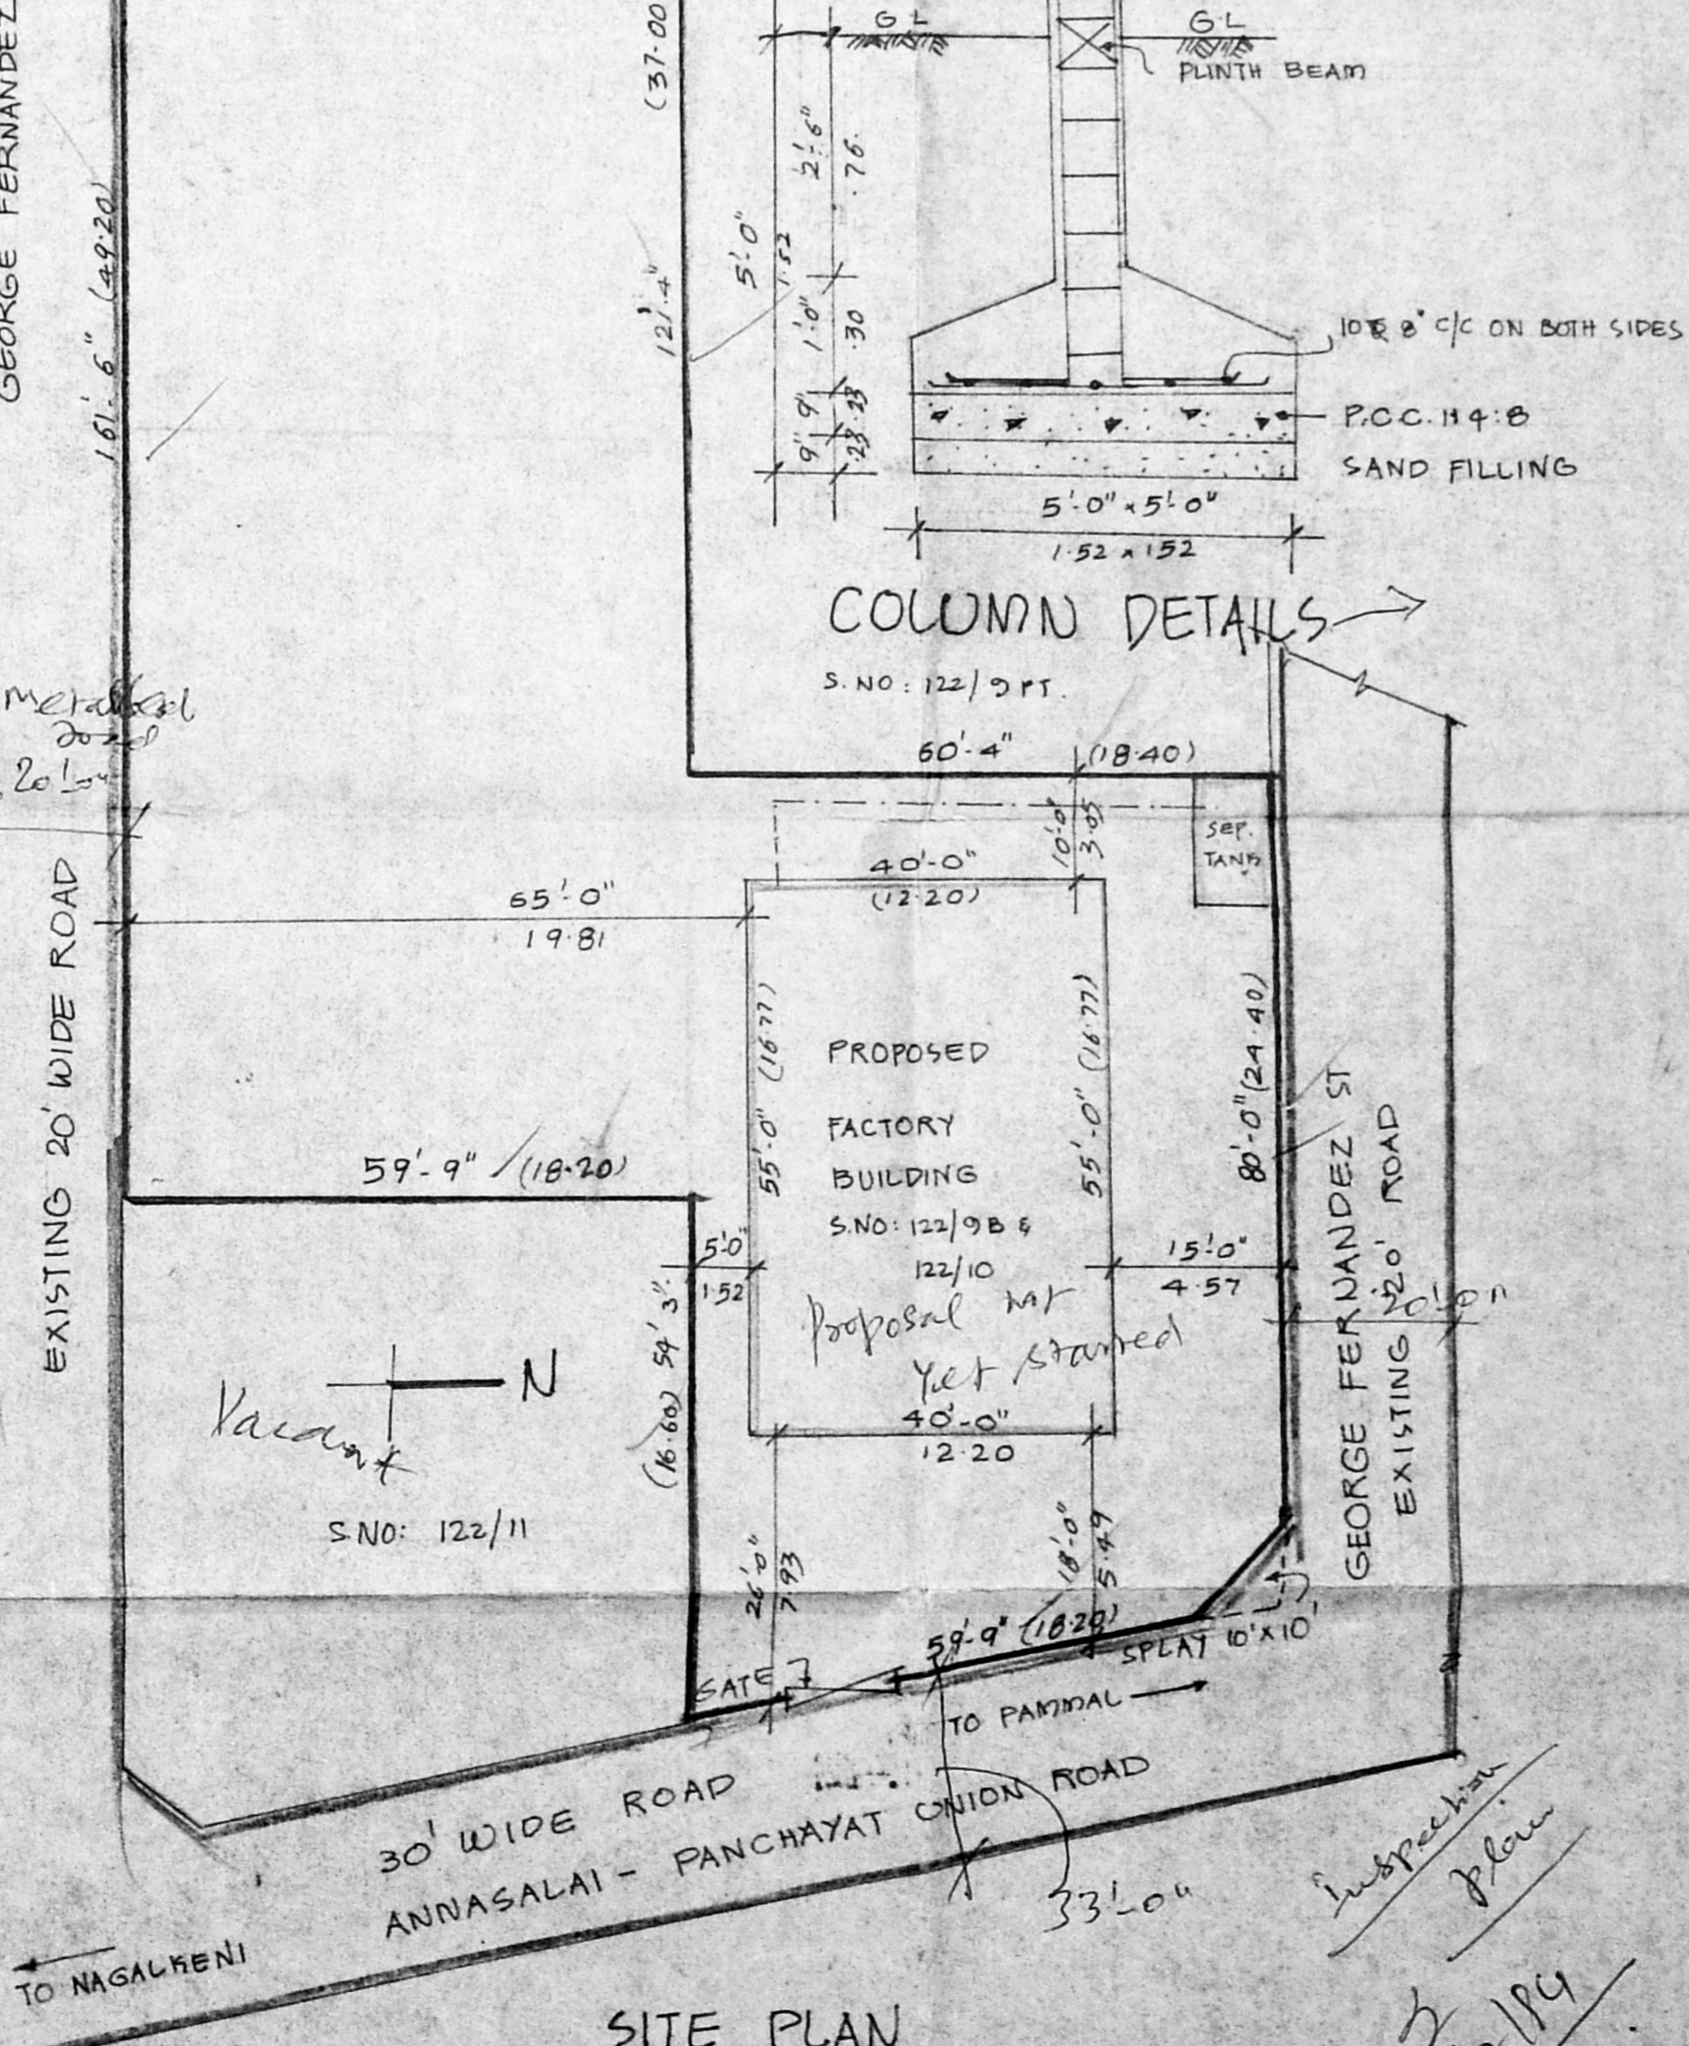 GEORGE FERNANDEZ
161'-6" (49.20)
(37.00
121'.4"
G L
G.L
PLINTH BEAM
2'-6"
.76.
5'-0"
1.52
1'0"
.30
9"
.23
9"
.23
10 8" C/C ON BOTH SIDES
P.C.C. 4:8
SAND FILLING
5'-0" x 5'-0"
1.52 x 152
COLUMN DETAILS
S. NO: 122/9 PT.
metalled
road
20'-0"
60'-4" (18.40)
10'-0"
3.05
SEP.
TANK
40'-0"
(12.20)
65'-0"
19.81
EXISTING 20' WIDE ROAD
55'-0" (16.77)
PROPOSED
FACTORY
BUILDING
S.NO: 122/9B &
122/10
Proposal not
yet started
55'-0" (16.77)
80'-0" (24.40)
59'-9" (18.20)
5'-0"
1.52
15'-0"
4.57
GEORGE FERNANDEZ ST
EXISTING 20' ROAD
20'-0"
(16.60) 54' 3".
N
Vacant
S.NO: 122/11
40'-0"
12.20
26'-0"
7.93
18'-0"
5.49
59'-9" (18.20)
SPLAY 10'X10'
GATE
TO PAMMAL
30' WIDE ROAD
ANNASALAI - PANCHAYAT UNION ROAD
33'-0"
TO NAGALKENI
Inspection
plan
SITE PLAN
/84